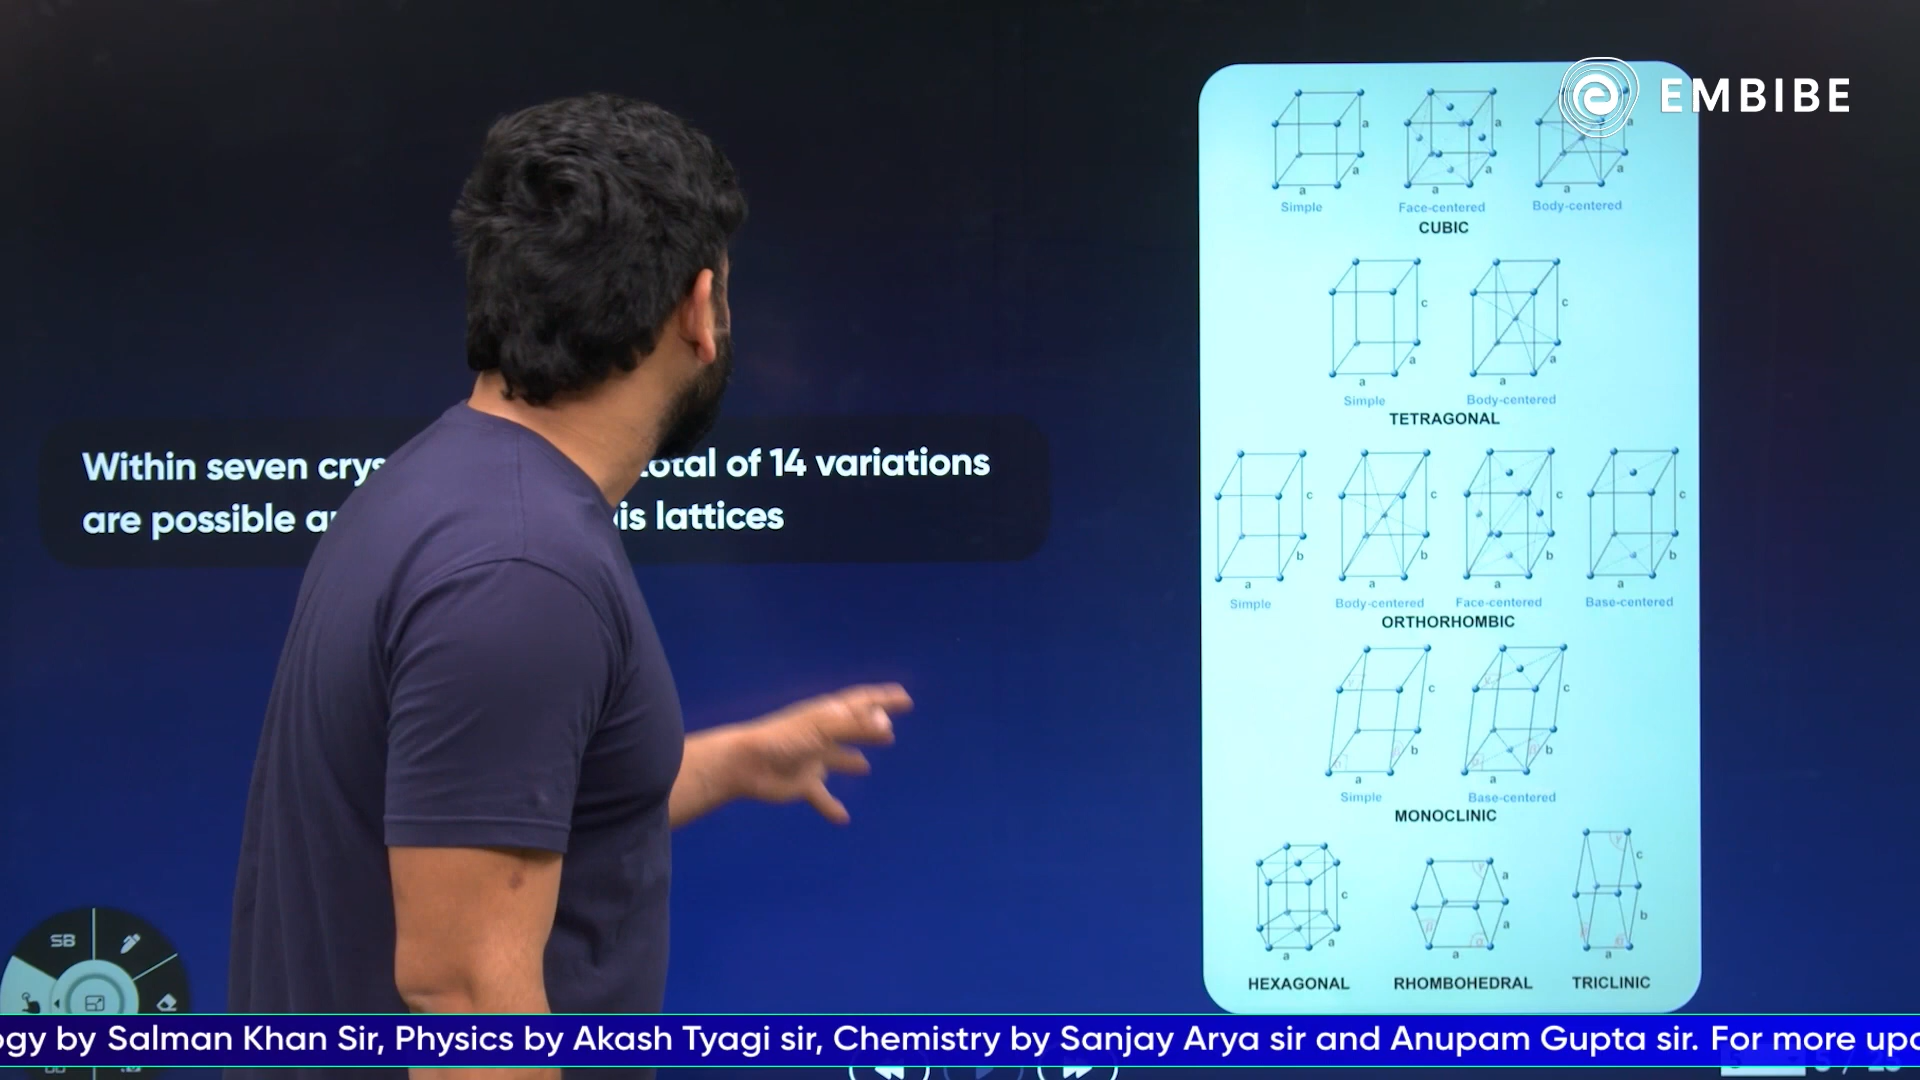 EMBIBE
a
a
a
a
a
a
a
a
a
Simple
Face-centered
Body-centered
CUBIC
c
c
a
a
a
a
Simple
Body-centered
TETRAGONAL
Within seven crys
total of 14 variations
are possible a
is lattices
c
c
c
c
b
b
b
b
a
a
a
a
Simple
Body-centered
Face-centered
Base-centered
ORTHORHOMBIC
c
c
b
b
a
a
Simple
Base-centered
MONOCLINIC
γ
c
γ
a
c
b
a
a
a
a
a
HEXAGONAL
RHOMBOHEDRAL
TRICLINIC
SB
ogy by Salman Khan Sir, Physics by Akash Tyagi sir, Chemistry by Sanjay Arya sir and Anupam Gupta sir. For more upd